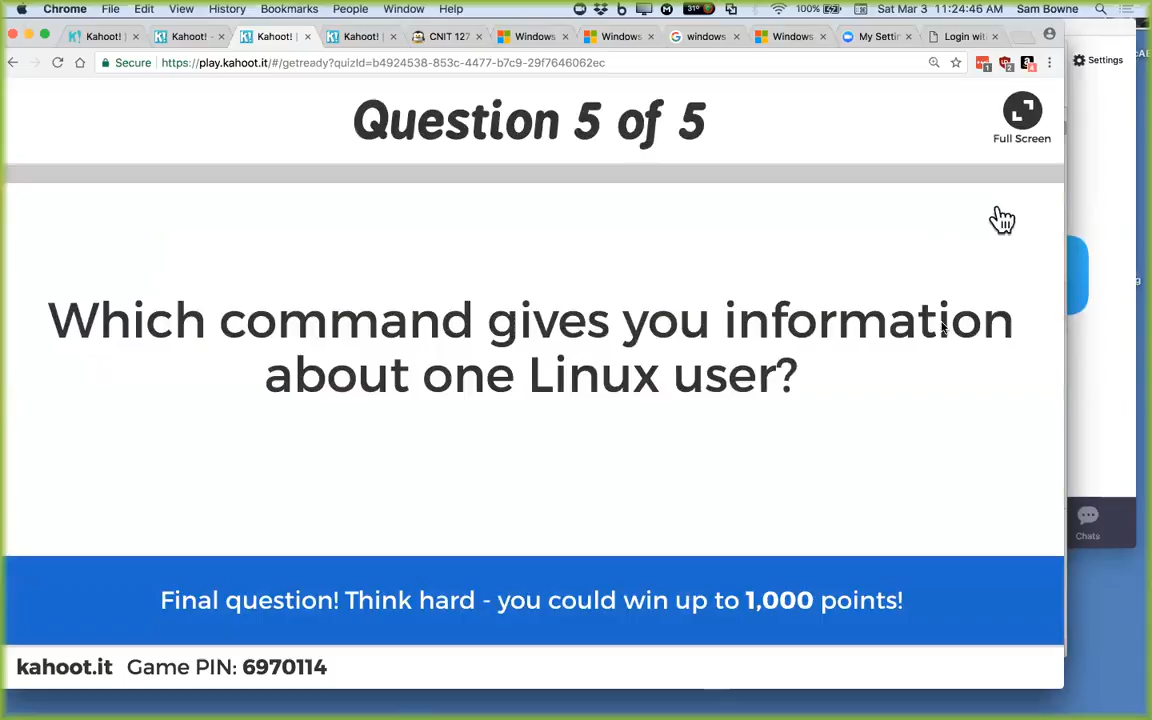 Chrome File Edit View History Bookmarks People Window Help 31° 100% Sat Mar 3 11:24:46 AM Sam Bowne
Kahoot! Kahoot! - Kahoot! Kahoot! CNIT 127 Windows Windows windows Windows My Settin Login with
Secure https://play.kahoot.it/#/getready?quizId=b4924538-853c-4477-b7c9-29f7646062ec
Settings
Question 5 of 5
Full Screen
Which command gives you information
about one Linux user?
Chats
Final question! Think hard - you could win up to 1,000 points!
kahoot.it Game PIN: 6970114